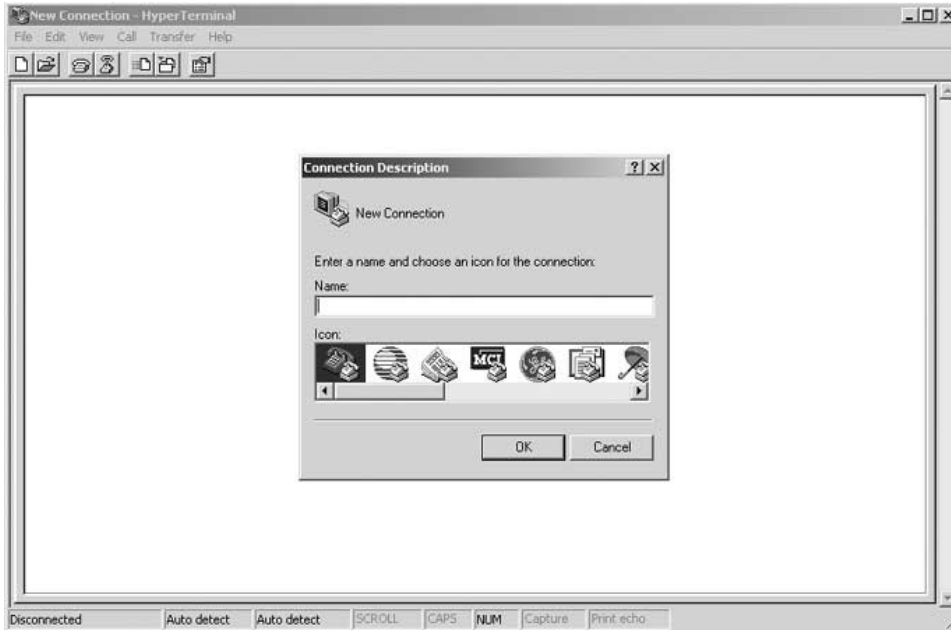 New Connection - HyperTerminal
File Edit View Call Transfer Help
Connection Description
New Connection
Enter a name and choose an icon for the connection:
Name:
Icon:
MCI
OK Cancel
Disconnected Auto detect Auto detect SCROLL CAPS NUM Capture Print echo